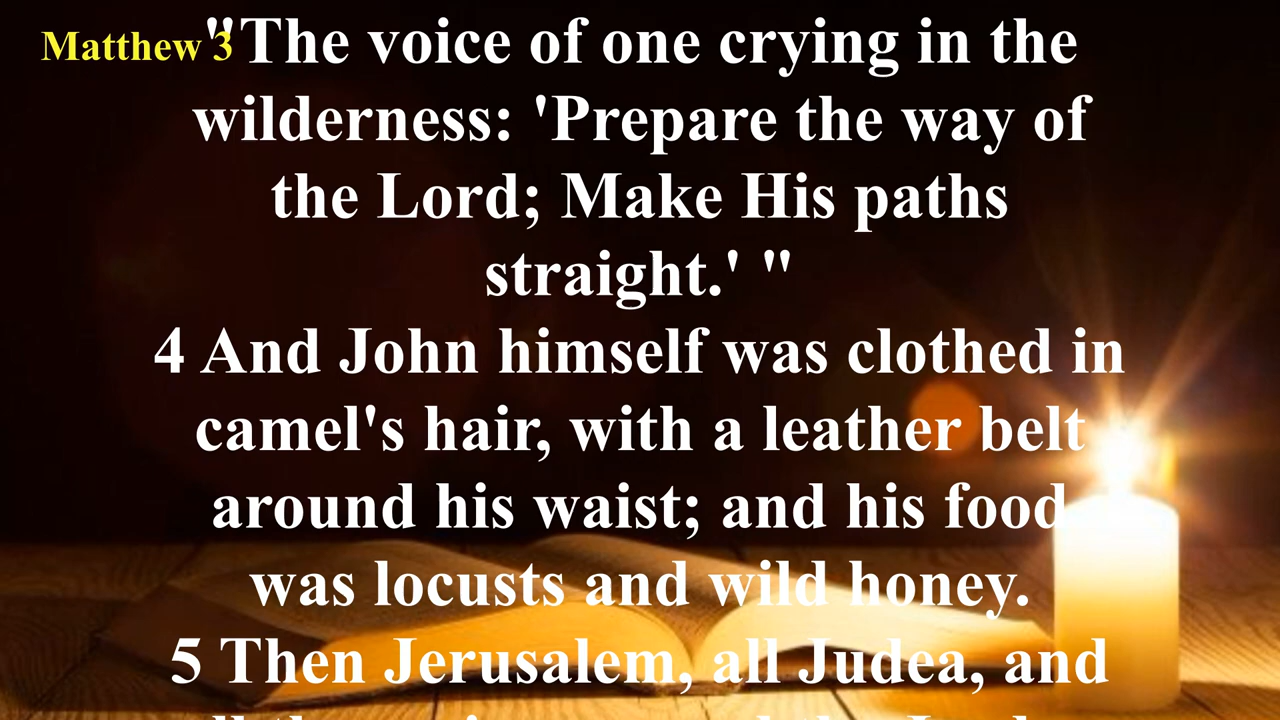 Matthew 3
"The voice of one crying in the
wilderness: 'Prepare the way of
the Lord; Make His paths
straight.' "
4 And John himself was clothed in
camel's hair, with a leather belt
around his waist; and his food
was locusts and wild honey.
5 Then Jerusalem, all Judea, and